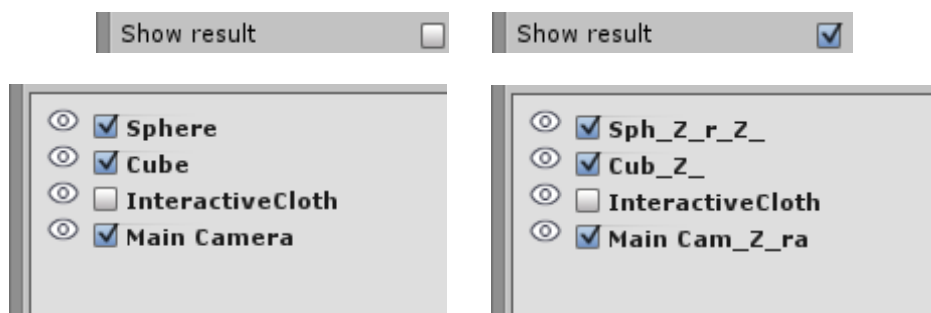 Show result
Show result
Sphere
Cube
InteractiveCloth
Main Camera
Sph_Z_r_Z_
Cub_Z_
InteractiveCloth
Main Cam_Z_ra